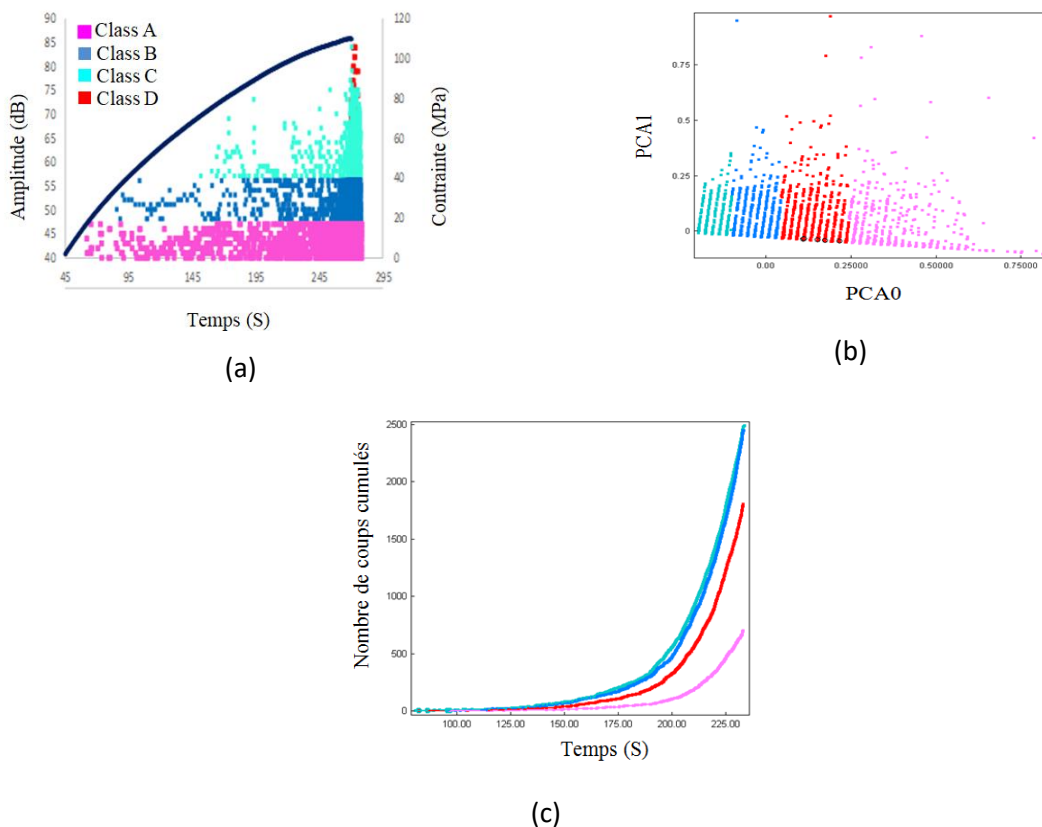 90
85
80
75
70
65
60
55
50
45
40
Amplitude (dB)
Class A
Class B
Class C
Class D
120
100
80
60
40
20
0
Contrainte (MPa)
45 95 145 195 245 295
Temps (S)
(a)
0.75
0.5
0.25
0
PCA1
0.00 0.25000 0.50000 0.75000
PCA0
(b)
2500
2000
1500
1000
500
0
Nombre de coups cumulés
100.00 125.00 150.00 175.00 200.00 225.00
Temps (S)
(c)